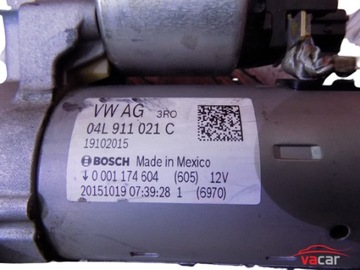 VW AG 3RO
04L 911 021 C
19102015
BOSCH Made in Mexico
↓ 0 001 174 604 (605) 12V
20151019 07:39:28 1 (6970)
vacar